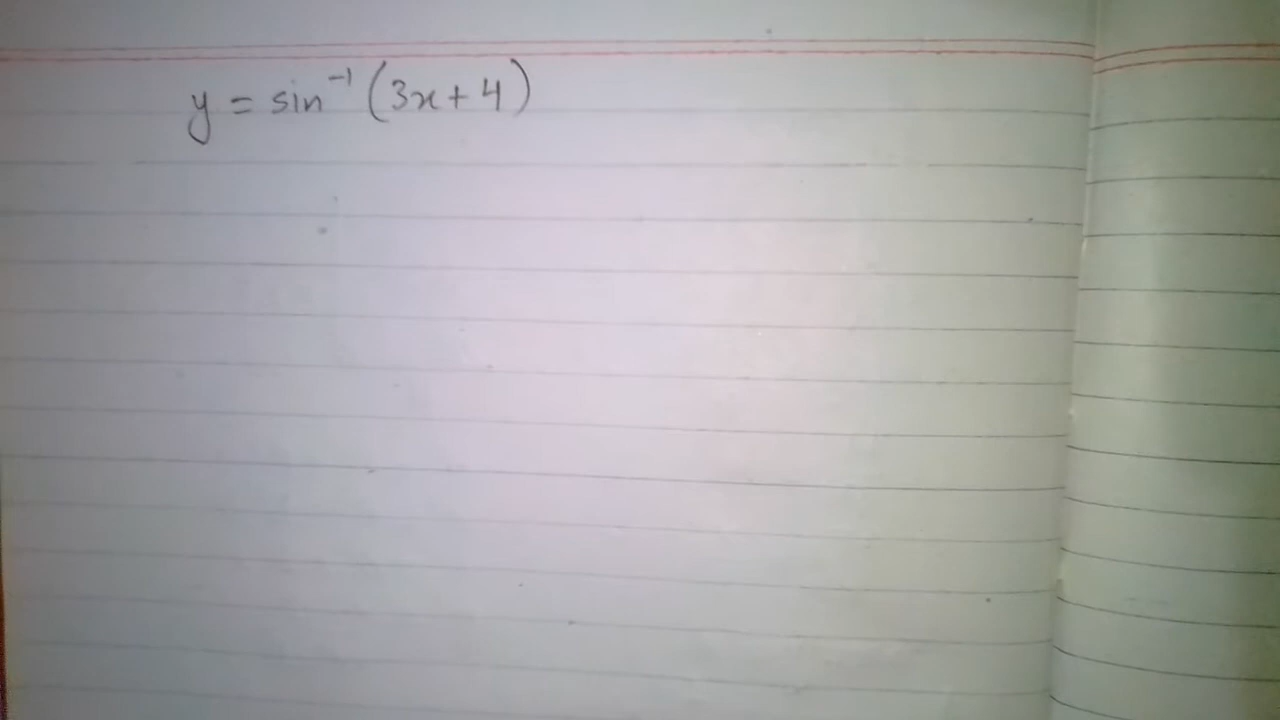 y = sin⁻¹ (3x + 4)